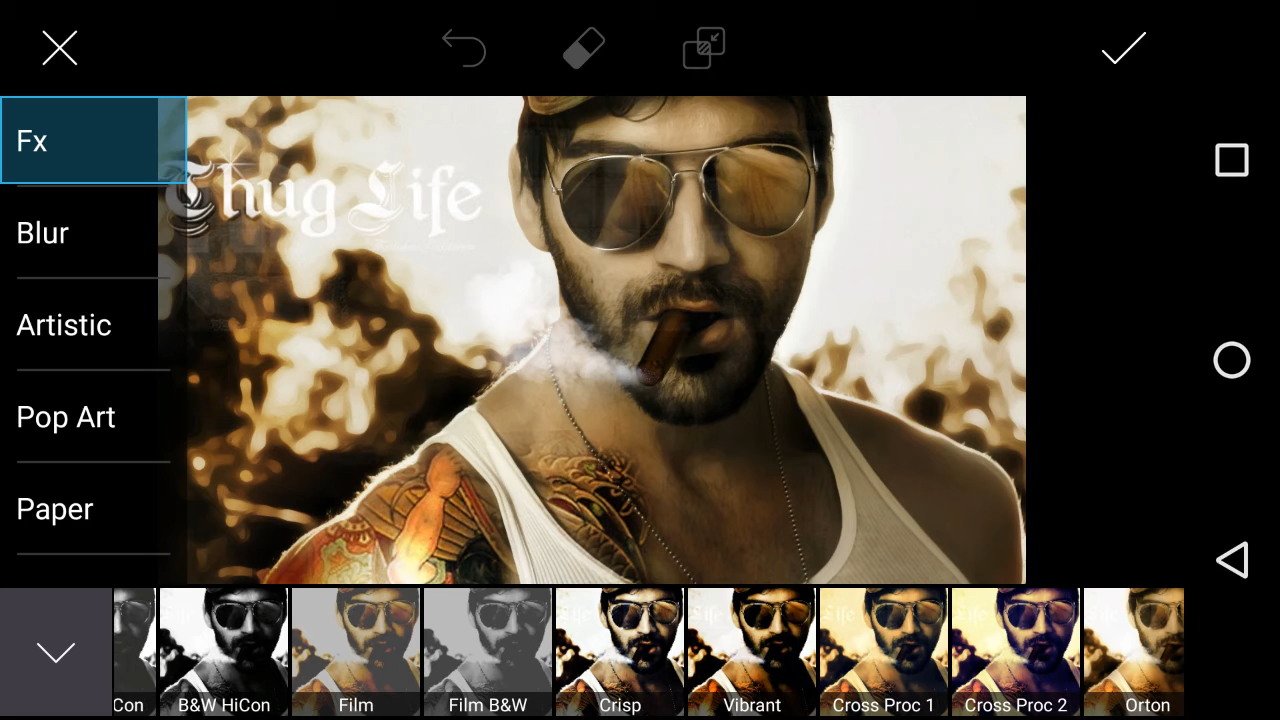 Fx
Thug Life
Blur
Artistic
Pop Art
Paper
Con
B&W HiCon
Film
Film B&W
Crisp
Vibrant
Cross Proc 1
Cross Proc 2
Orton